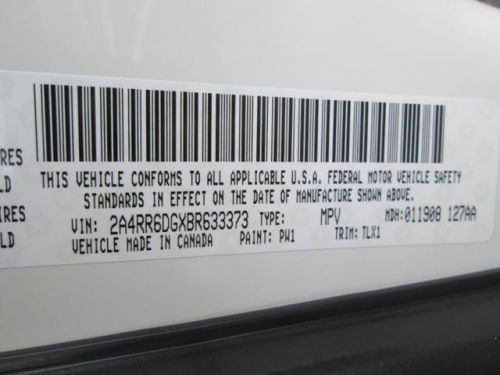 THIS VEHICLE CONFORMS TO ALL APPLICABLE U.S.A. FEDERAL MOTOR VEHICLE SAFETY
STANDARDS IN EFFECT ON THE DATE OF MANUFACTURE SHOWN ABOVE.
VIN: 2A4RR6DGXBR633373 TYPE: MPV MDH:011908 127AA
VEHICLE MADE IN CANADA PAINT: PW1 TRIM: TLX1
IRES
LD
IRES
LD